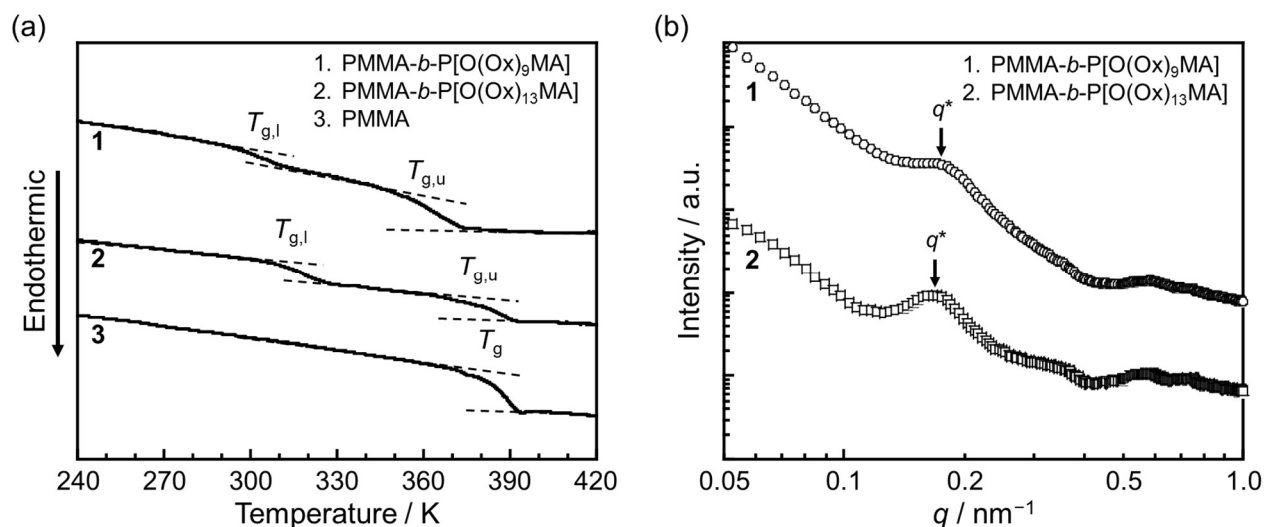 (a)
1. PMMA-b-P[O(Ox)₉MA]
2. PMMA-b-P[O(Ox)₁₃MA]
3. PMMA
Tg,l
1
Tg,u
Tg,l
2
Tg,u
3
Tg
Endothermic
240 270 300 330 360 390 420
Temperature / K
(b)
1. PMMA-b-P[O(Ox)₉MA]
2. PMMA-b-P[O(Ox)₁₃MA]
1
q*
q*
2
Intensity / a.u.
0.05 0.1 0.2 0.5 1.0
q / nm⁻¹